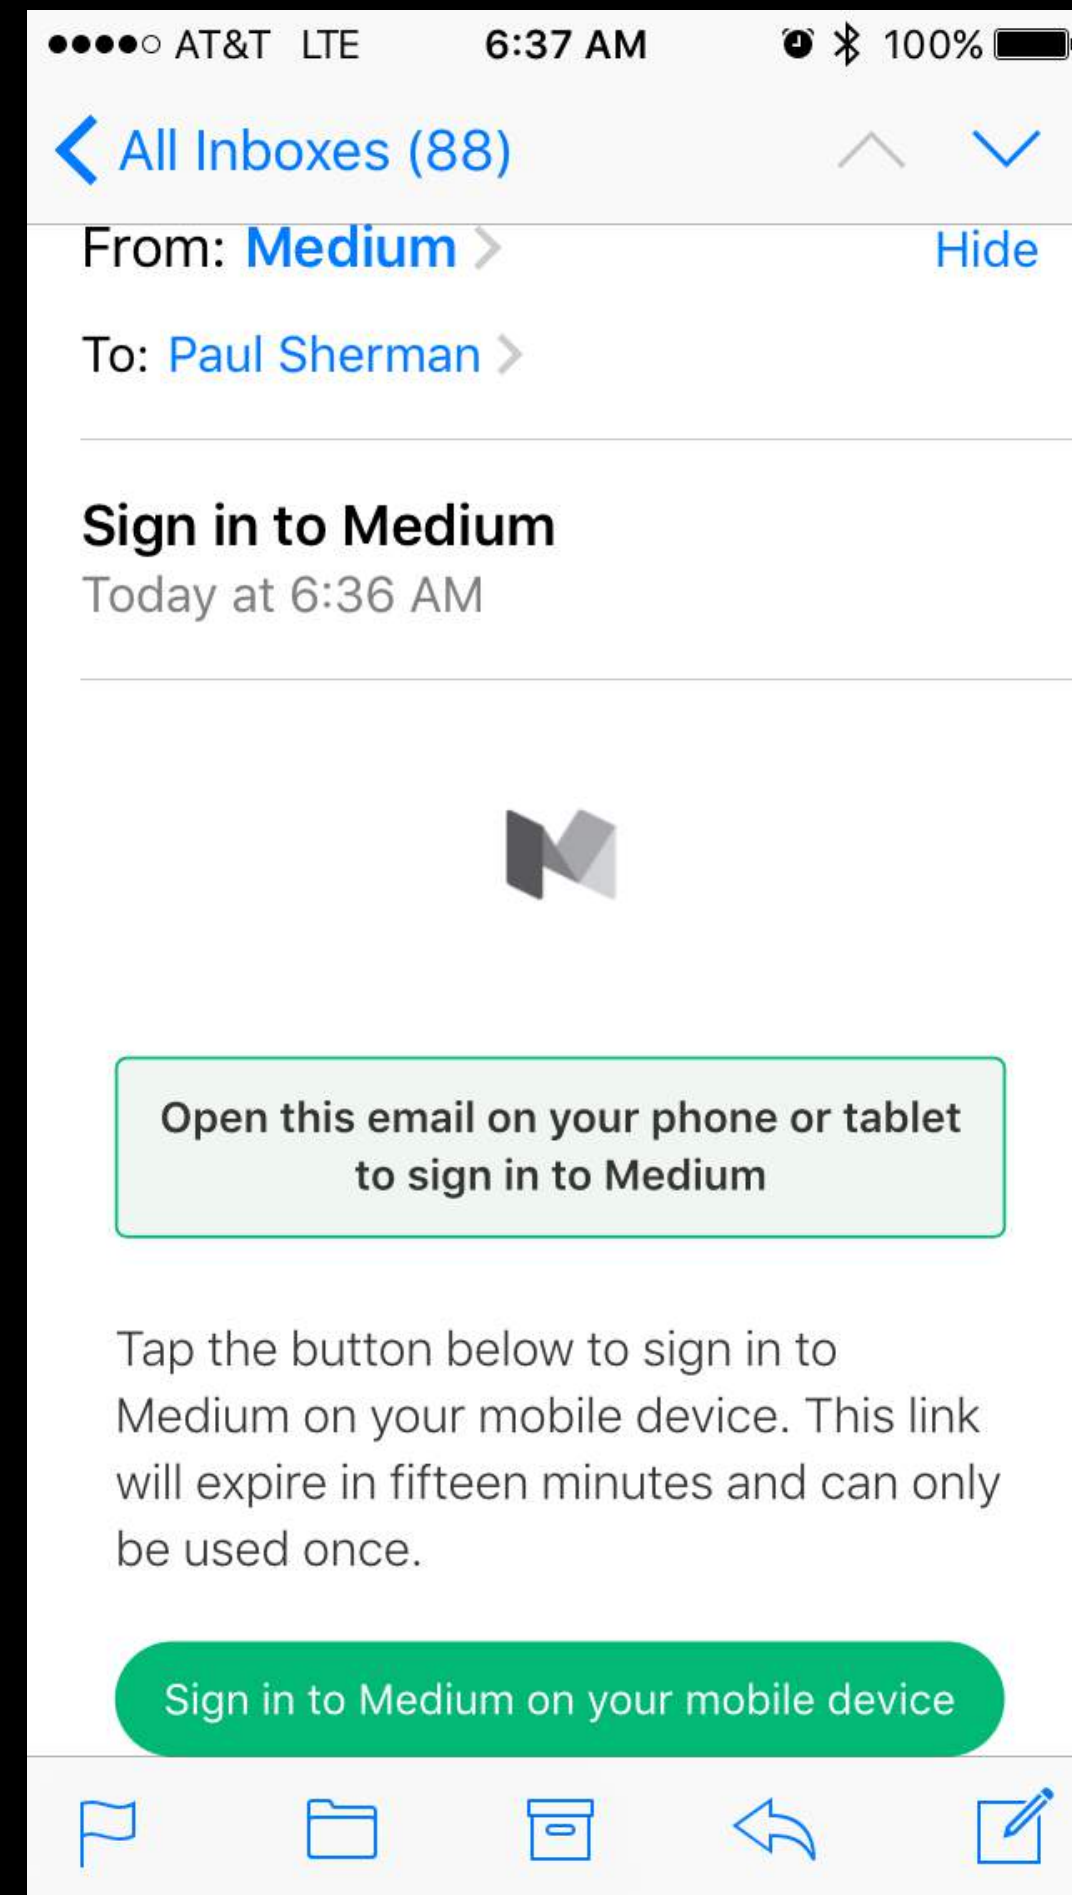 AT&T LTE 6:37 AM 100%
All Inboxes (88)
From: Medium Hide
To: Paul Sherman
Sign in to Medium
Today at 6:36 AM
Open this email on your phone or tablet
to sign in to Medium
Tap the button below to sign in to
Medium on your mobile device. This link
will expire in fifteen minutes and can only
be used once.
Sign in to Medium on your mobile device